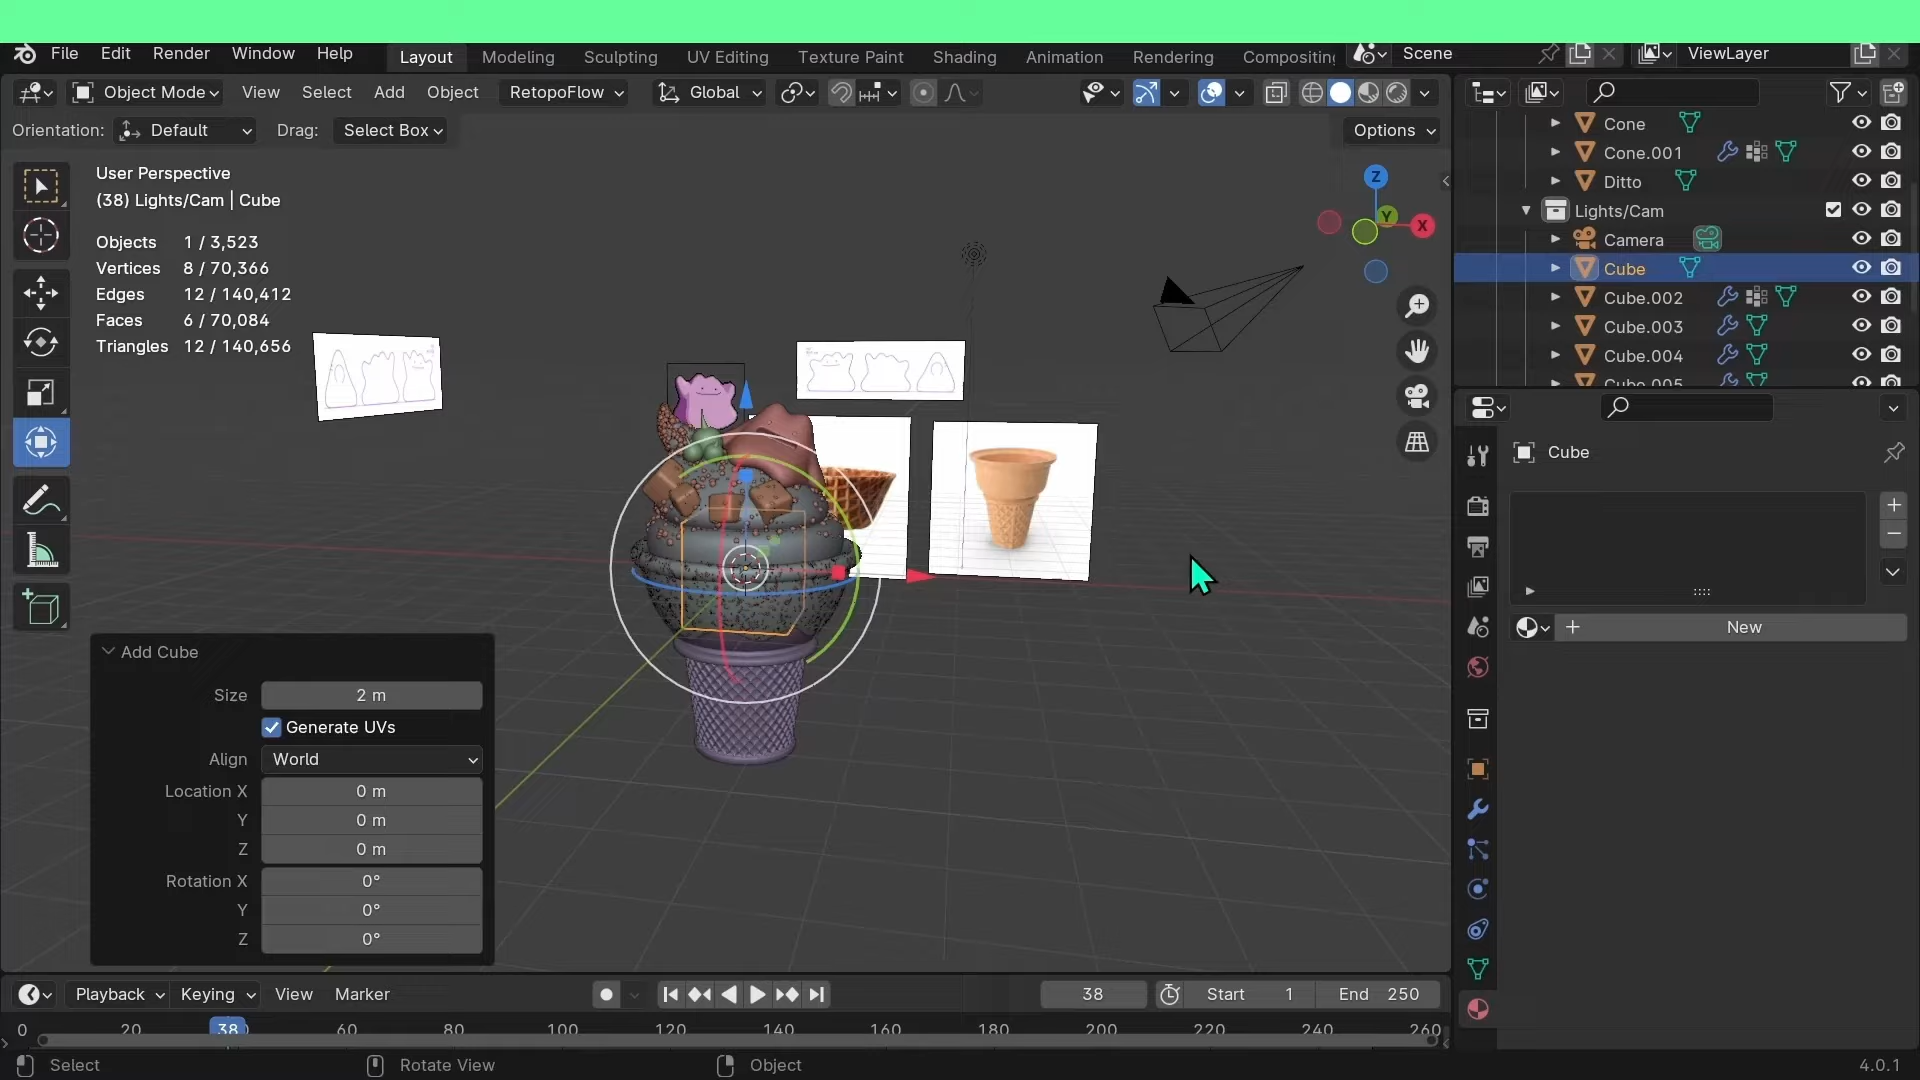 File Edit Render Window Help Layout Modeling Sculpting UV Editing Texture Paint Shading Animation Rendering Compositing Scene ViewLayer
Object Mode View Select Add Object RetopoFlow Global
Orientation: Default Drag: Select Box Options
User Perspective
(38) Lights/Cam | Cube
Objects 1 / 3,523
Vertices 8 / 70,366
Edges 12 / 140,412
Faces 6 / 70,084
Triangles 12 / 140,656
Z
Y
X
Cone
Cone.001
Ditto
Lights/Cam
Camera
Cube
Cube.002
Cube.003
Cube.004
Cube.005
Cube
New
Add Cube
Size 2 m
Generate UVs
Align World
Location X 0 m
Y 0 m
Z 0 m
Rotation X 0°
Y 0°
Z 0°
Playback Keying View Marker 38 Start 1 End 250
0 20 38 60 80 100 120 140 160 180 200 220 240 260
Select Rotate View Object 4.0.1